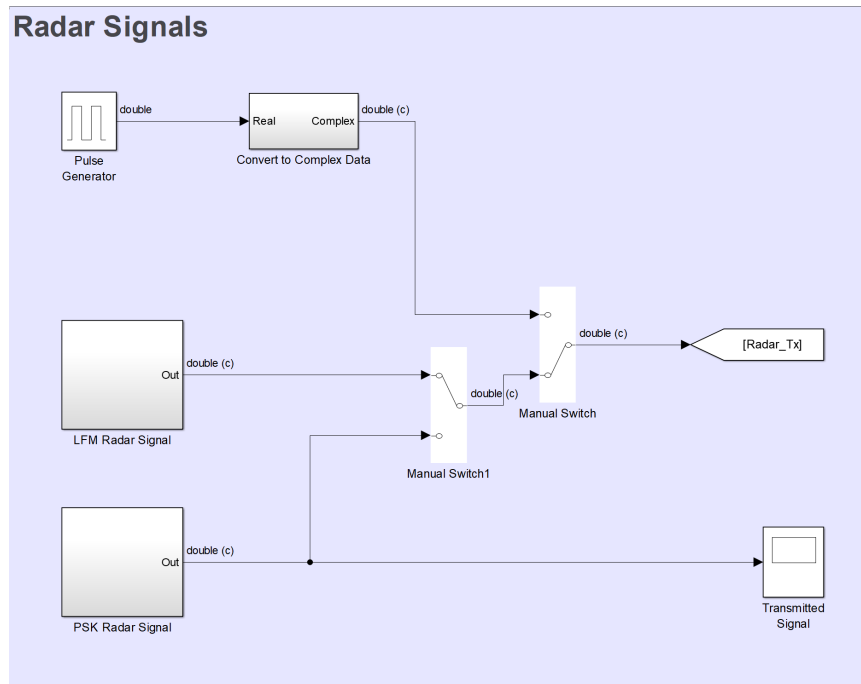 Radar Signals
double
double (c)
Real
Complex
Pulse
Generator
Convert to Complex Data
double (c)
[Radar_Tx]
double (c)
Out
double (c)
Manual Switch
LFM Radar Signal
Manual Switch1
double (c)
Out
Transmitted
Signal
PSK Radar Signal